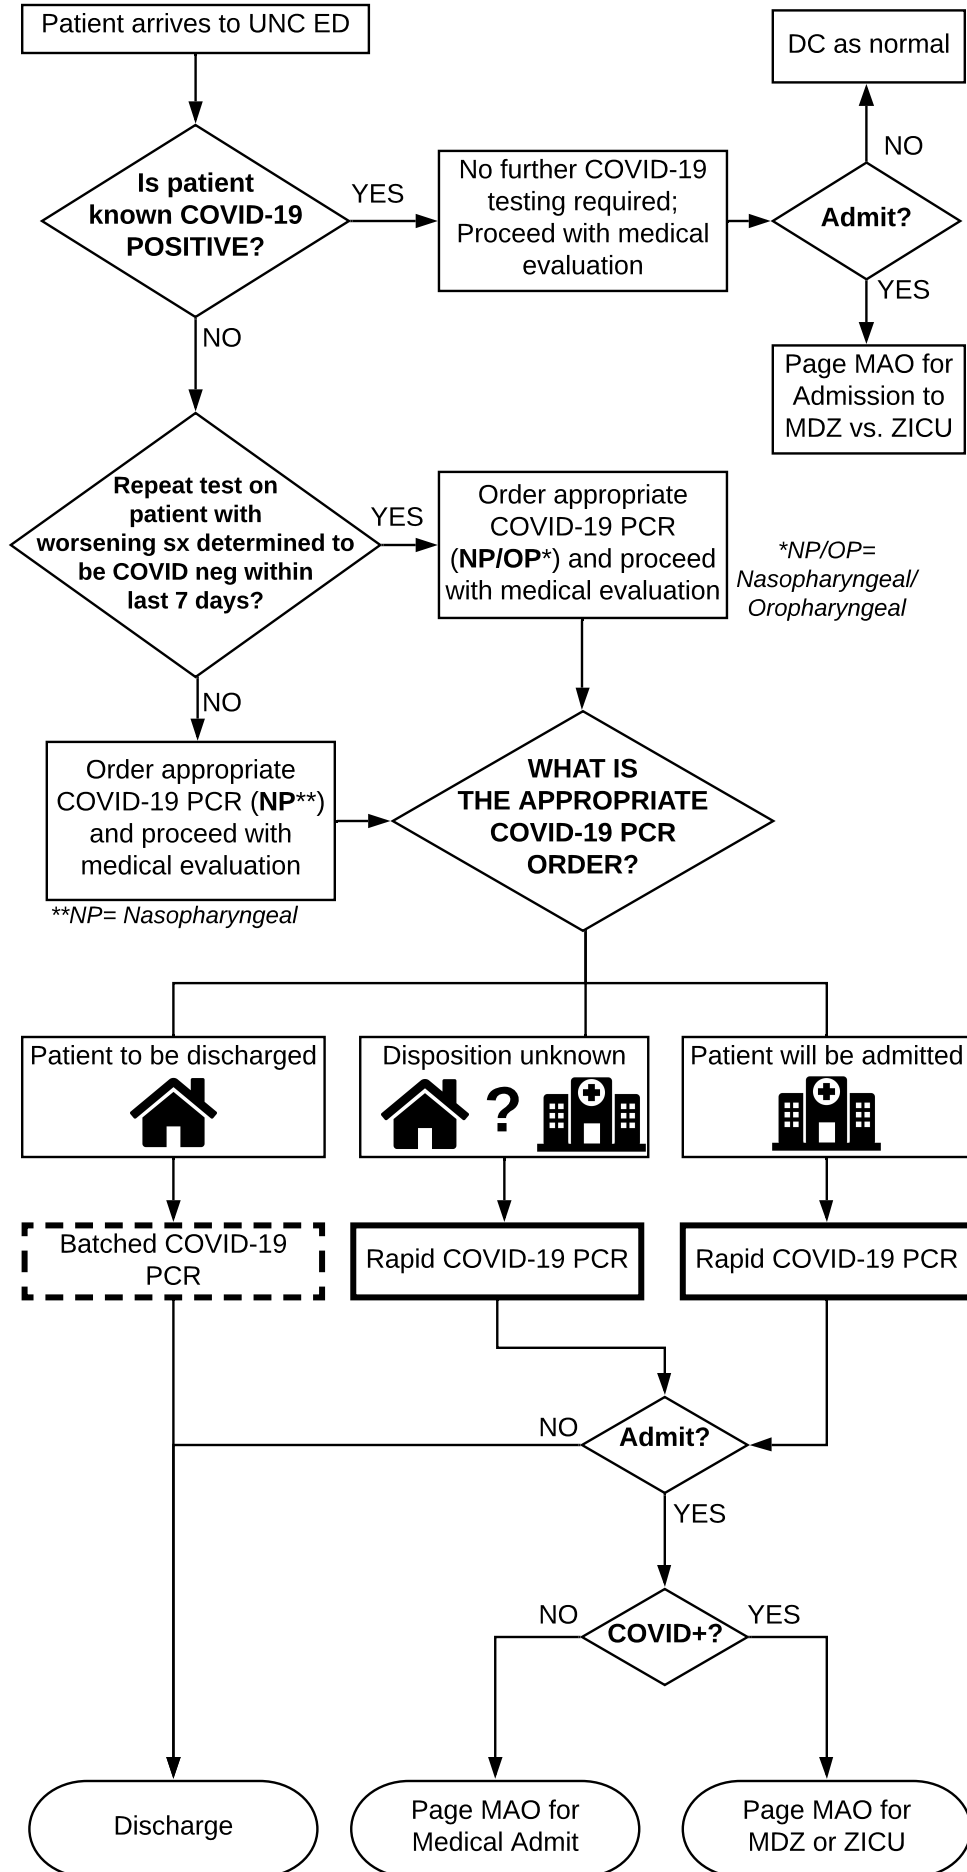 Patient arrives to UNC ED
DC as normal
NO
Is patient
known COVID-19
POSITIVE?
YES
No further COVID-19
testing required;
Proceed with medical
evaluation
Admit?
YES
NO
Page MAO for
Admission to
MDZ vs. ZICU
Repeat test on
patient with
worsening sx determined to
be COVID neg within
last 7 days?
YES
Order appropriate
COVID-19 PCR
(NP/OP*) and proceed
with medical evaluation
*NP/OP=
Nasopharyngeal/
Oropharyngeal
NO
Order appropriate
COVID-19 PCR (NP**)
and proceed with
medical evaluation
**NP= Nasopharyngeal
WHAT IS
THE APPROPRIATE
COVID-19 PCR
ORDER?
Patient to be discharged
Disposition unknown
?
Patient will be admitted
Batched COVID-19
PCR
Rapid COVID-19 PCR
Rapid COVID-19 PCR
NO
Admit?
YES
NO
COVID+?
YES
Discharge
Page MAO for
Medical Admit
Page MAO for
MDZ or ZICU